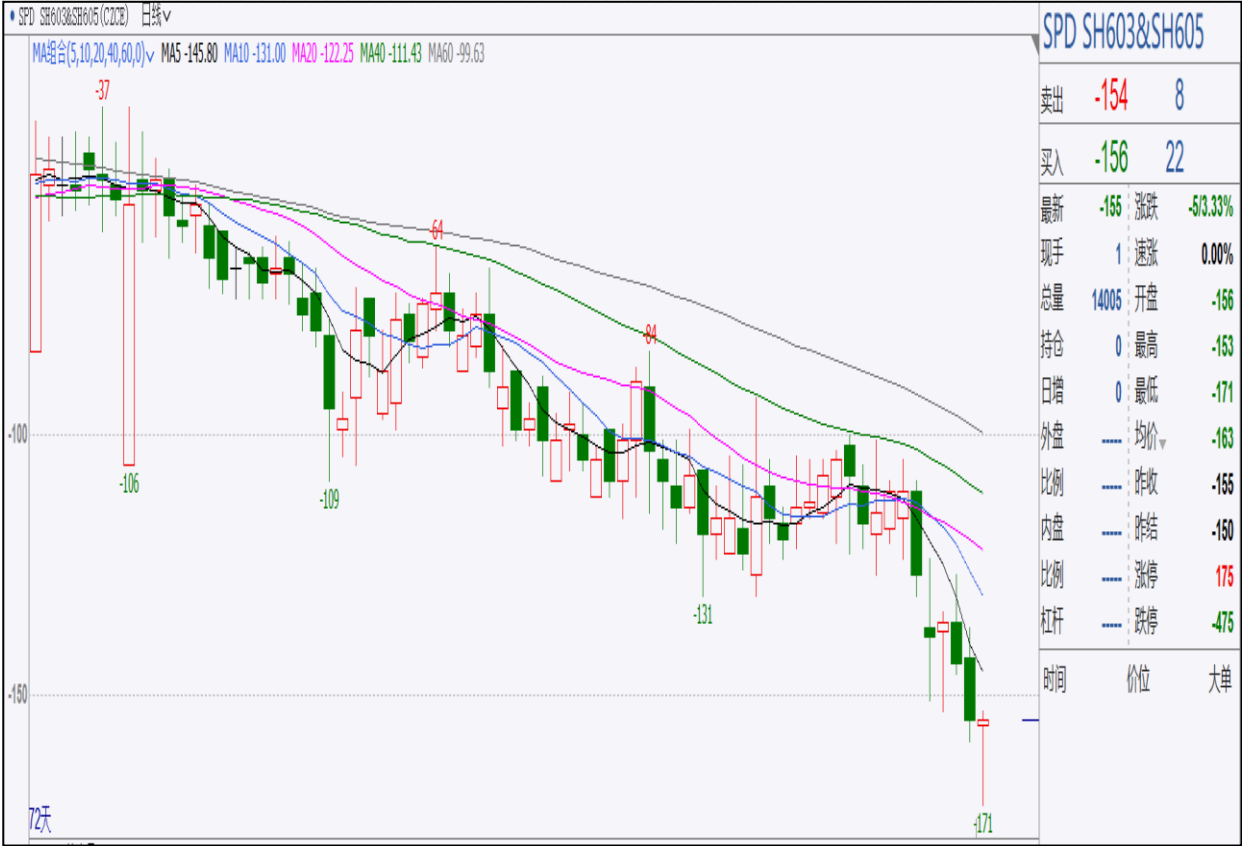 SPD SH603&SH605(CZCE) 日线
MA组合(5,10,20,40,60,0) MA5 -145.80 MA10 -131.00 MA20 -122.25 MA40 -111.43 MA60 -99.63
-37
-64
-84
-100
-106
-109
-131
-150
-171
72天
SPD SH603&SH605
卖出 -154 8
买入 -156 22
最新 -155 涨跌 -5/3.33%
现手 1 速涨 0.00%
总量 14005 开盘 -156
持仓 0 最高 -153
日增 0 最低 -171
外盘 ----- 均价 -163
比例 ----- 昨收 -155
内盘 ----- 昨结 -150
比例 ----- 涨停 175
杠杆 ----- 跌停 -475
时间 价位 大单